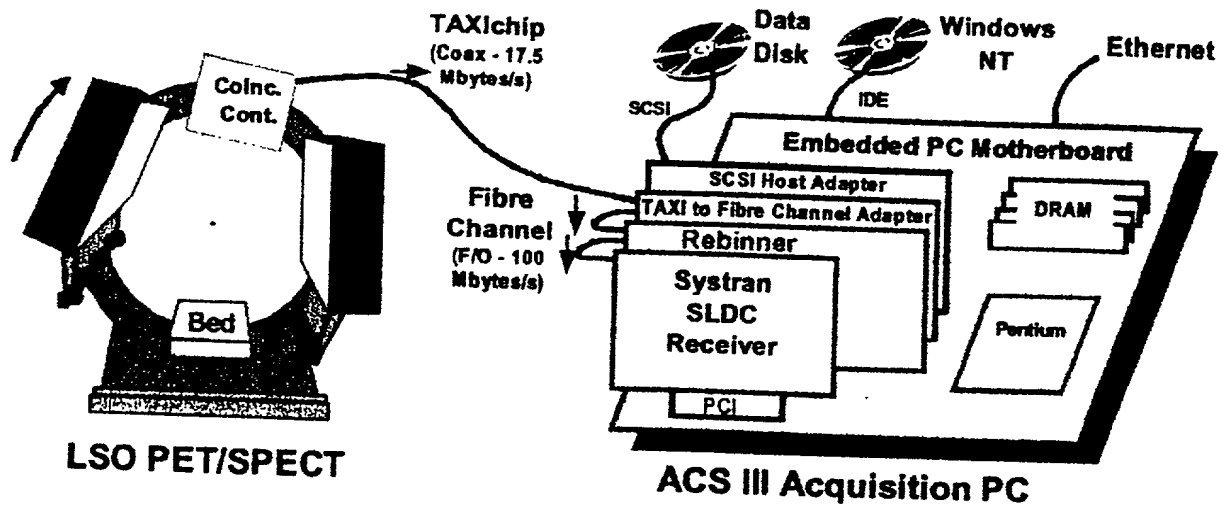 TAXIchip
(Coax - 17.5
Mbytes/s)
Data
Disk
Windows
NT
Ethernet
Coinc.
Cont.
SCSI
IDE
Embedded PC Motherboard
SCSI Host Adapter
TAXI to Fibre Channel Adapter
DRAM
Fibre
Channel
(F/O - 100
Mbytes/s)
Rebinner
Systran
SLDC
Receiver
Pentium
Bed
PCI
LSO PET/SPECT
ACS III Acquisition PC